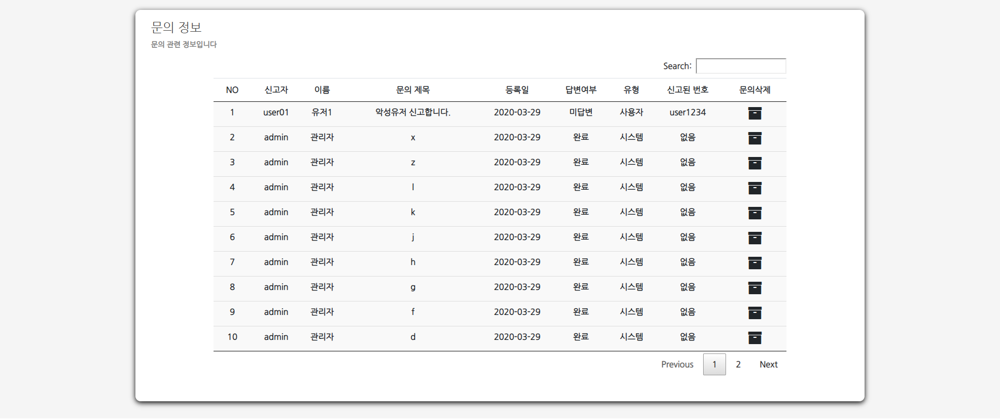 문의 정보
문의 관련 정보입니다
Search:
NO 신고자 이름 문의 제목 등록일 답변여부 유형 신고된 번호 문의삭제
1 user01 유저1 악성유저 신고합니다. 2020-03-29 미답변 사용자 user1234
2 admin 관리자 x 2020-03-29 완료 시스템 없음
3 admin 관리자 z 2020-03-29 완료 시스템 없음
4 admin 관리자 l 2020-03-29 완료 시스템 없음
5 admin 관리자 k 2020-03-29 완료 시스템 없음
6 admin 관리자 j 2020-03-29 완료 시스템 없음
7 admin 관리자 h 2020-03-29 완료 시스템 없음
8 admin 관리자 g 2020-03-29 완료 시스템 없음
9 admin 관리자 f 2020-03-29 완료 시스템 없음
10 admin 관리자 d 2020-03-29 완료 시스템 없음
Previous 1 2 Next